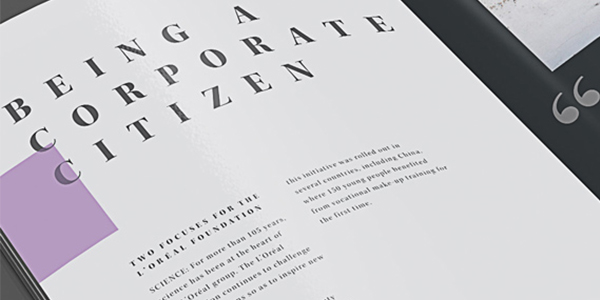 BEING A
CORPORATE
CITIZEN
TWO FOCUSES FOR THE
L'ORÉAL FOUNDATION
SCIENCE: For more than 105 years,
science has been at the heart of
L'Oréal group. The L'Oréal
continues to challenge
so as to inspire new
this initiative was rolled out in
several countries, including China,
where 150 young people benefited
from vocational make-up training for
the first time.
“